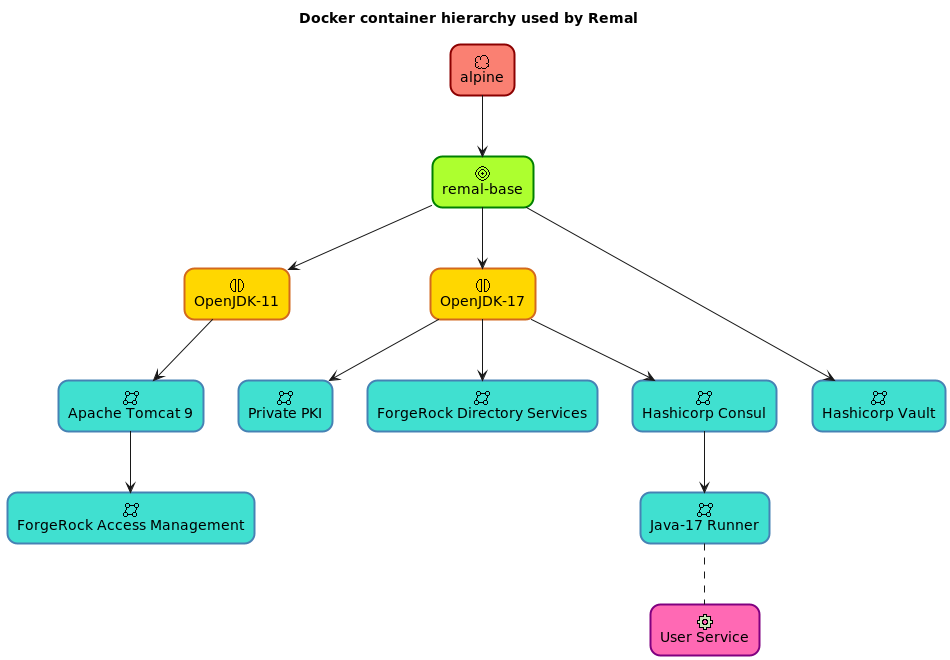 Docker container hierarchy used by Remal
alpine
remal-base
OpenJDK-11
OpenJDK-17
Apache Tomcat 9
Private PKI
ForgeRock Directory Services
Hashicorp Consul
Hashicorp Vault
ForgeRock Access Management
Java-17 Runner
User Service